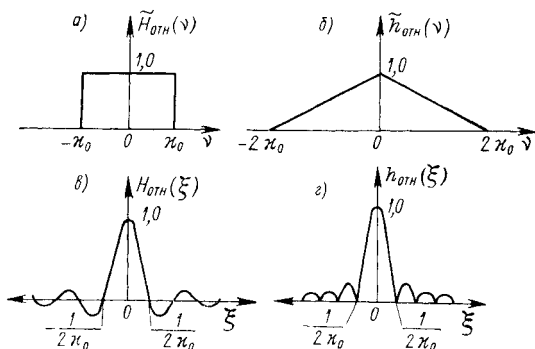 а) H̃отн(ν)
1,0
-ϰ₀ 0 ϰ₀ ν
б) h̃отн(ν)
1,0
-2ϰ₀ 0 2ϰ₀ ν
в) Hотн(ξ)
1,0
-1/2ϰ₀ 0 1/2ϰ₀ ξ
г) hотн(ξ)
1,0
-1/2ϰ₀ 0 1/2ϰ₀ ξ